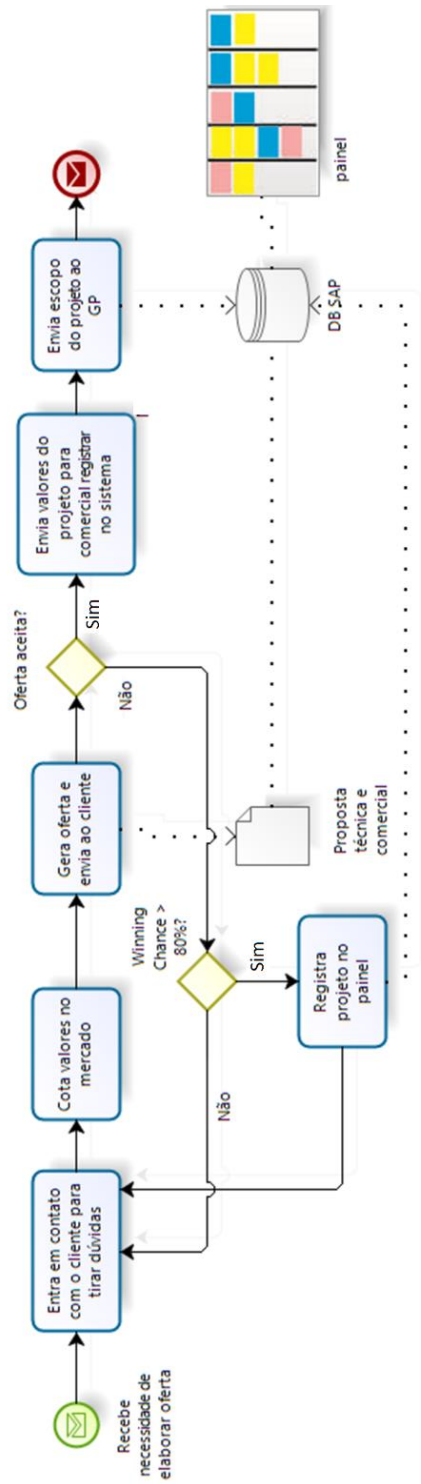 Recebe
necessidade de
elaborar oferta
Entra em contato
com o cliente para
tirar dúvidas
Cota valores no
mercado
Gera oferta e
envia ao cliente
Oferta aceita?
Sim
Não
Envia valores do
projeto para
comercial registrar
no sistema
Envia escopo
do projeto ao
GP
Winning
Chance >
80%?
Sim
Não
Registra
projeto no
painel
Proposta
técnica e
comercial
DB SAP
painel